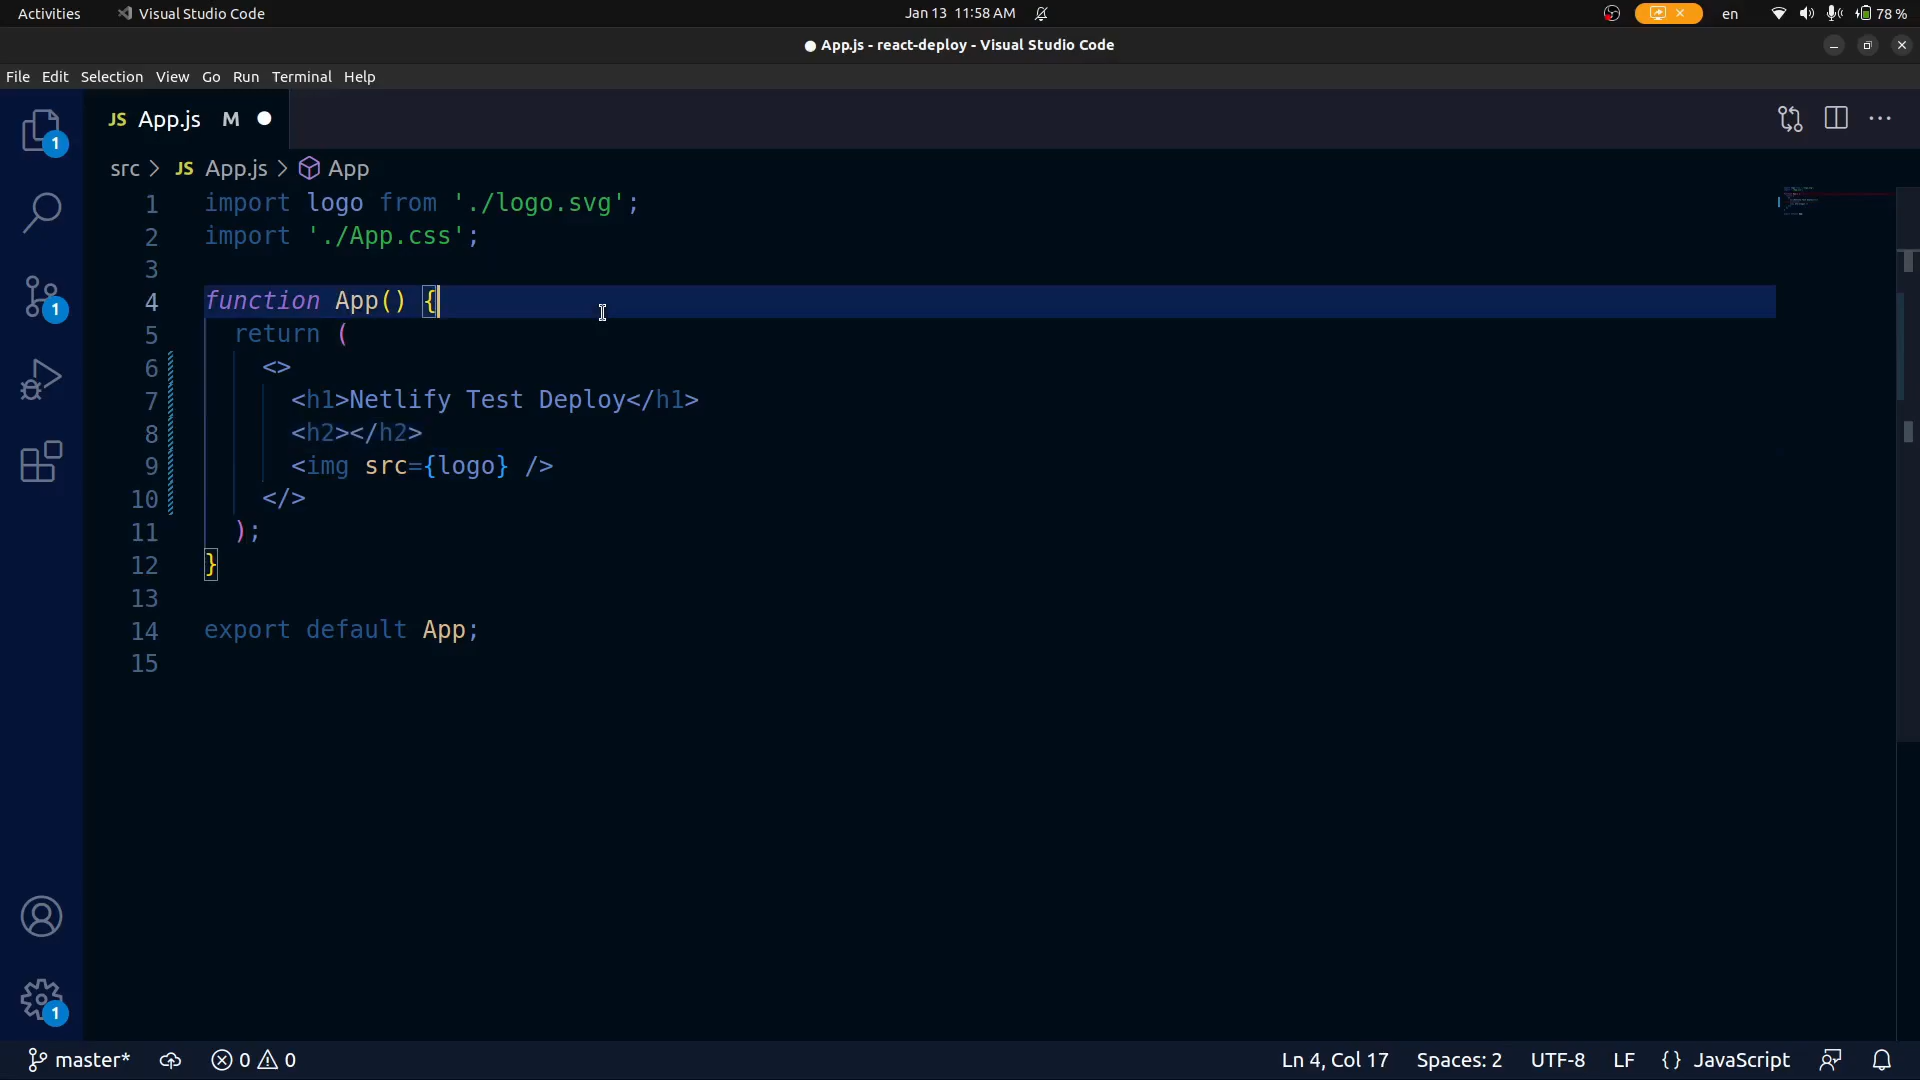 Activities Visual Studio Code Jan 13 11:58 AM en 78 %
● App.js - react-deploy - Visual Studio Code
File Edit Selection View Go Run Terminal Help
JS App.js M
src > JS App.js > App
1 import logo from './logo.svg';
2 import './App.css';
3
4 function App() {
5 return (
6 <>
7 <h1>Netlify Test Deploy</h1>
8 <h2></h2>
9 <img src={logo} />
10 </>
11 );
12 }
13
14 export default App;
15
1
1
1
master* 0 0 Ln 4, Col 17 Spaces: 2 UTF-8 LF {} JavaScript